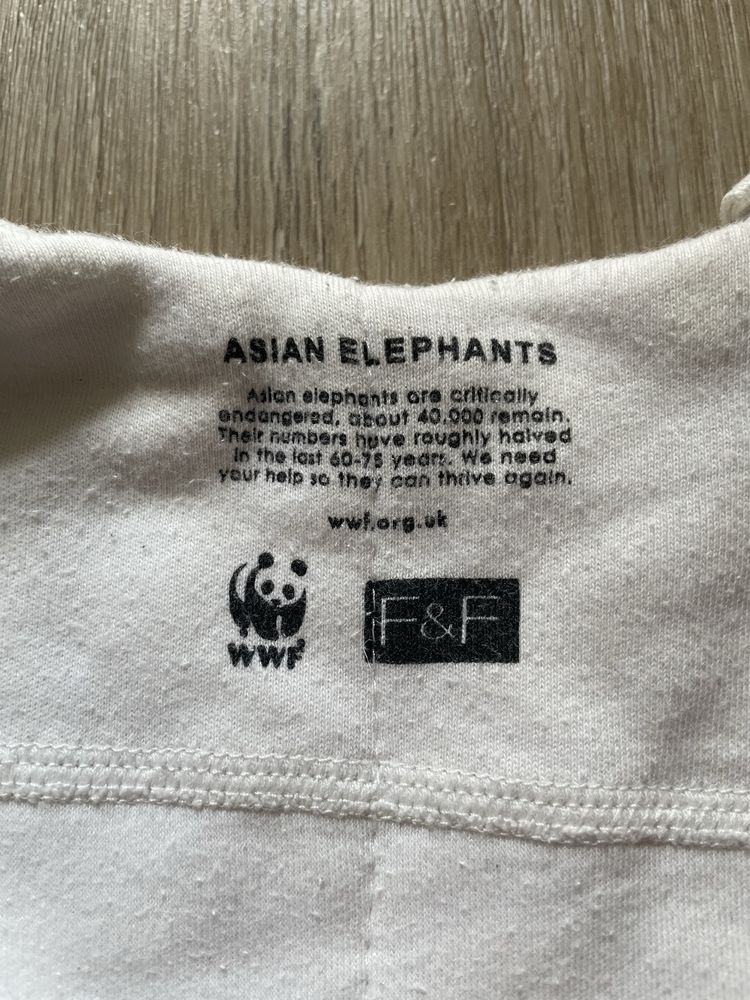 ASIAN ELEPHANTS
Asian elephants are critically
endangered, about 40,000 remain.
Their numbers have roughly halved
in the last 60-75 years. We need
your help so they can thrive again.
wwf.org.uk
WWF
F&F